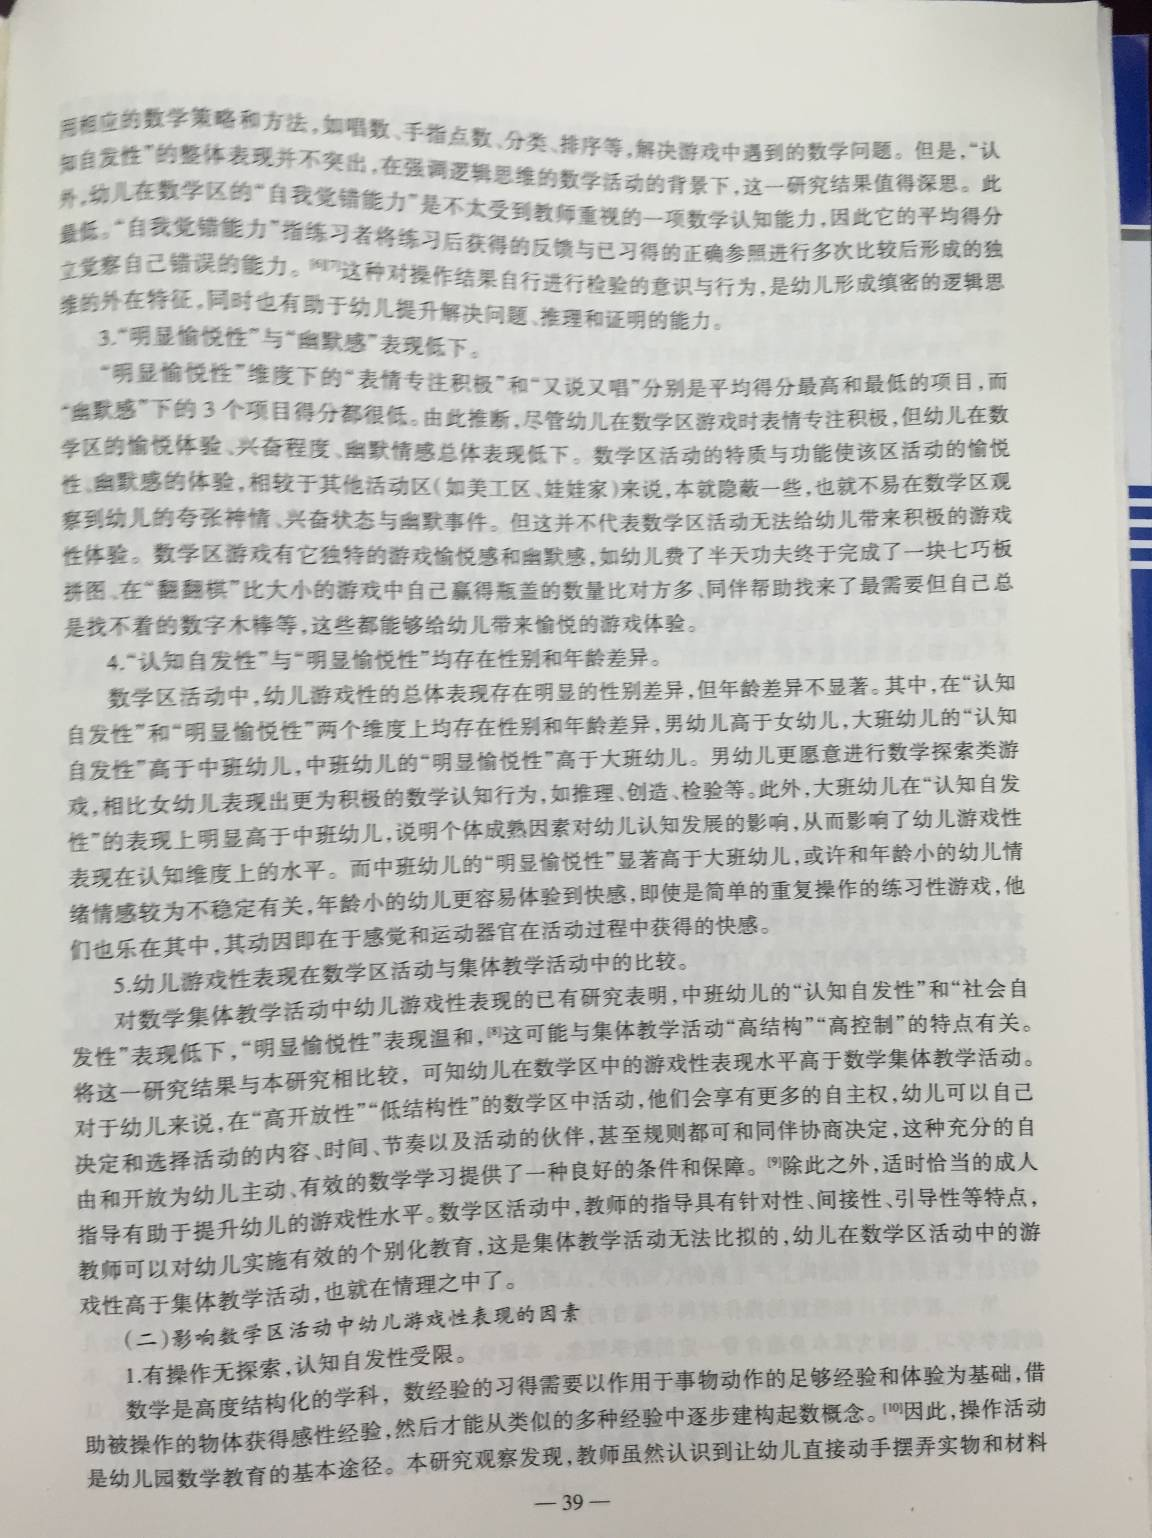 用相应的数学策略和方法,如唱数、手指点数、分类、排序等,解决游戏中遇到的数学问题。但是,“认
知自发性”的整体表现并不突出,在强调逻辑思维的数学活动的背景下,这一研究结果值得深思。此
外,幼儿在数学区的“自我觉错能力”是不太受到教师重视的一项数学认知能力,因此它的平均得分
最低。“自我觉错能力”指练习者将练习后获得的反馈与已习得的正确参照进行多次比较后形成的独
立觉察自己错误的能力。[6][7]这种对操作结果自行进行检验的意识与行为,是幼儿形成缜密的逻辑思
维的外在特征,同时也有助于幼儿提升解决问题、推理和证明的能力。
3.“明显愉悦性”与“幽默感”表现低下。
“明显愉悦性”维度下的“表情专注积极”和“又说又唱”分别是平均得分最高和最低的项目,而
“幽默感”下的 3 个项目得分都很低。由此推断,尽管幼儿在数学区游戏时表情专注积极,但幼儿在数
学区的愉悦体验、兴奋程度、幽默情感总体表现低下。数学区活动的特质与功能使该区活动的愉悦
性、幽默感的体验,相较于其他活动区(如美工区、娃娃家)来说,本就隐蔽一些,也就不易在数学区观
察到幼儿的夸张神情、兴奋状态与幽默事件。但这并不代表数学区活动无法给幼儿带来积极的游戏
性体验。数学区游戏有它独特的游戏愉悦感和幽默感,如幼儿费了半天功夫终于完成了一块七巧板
拼图、在“翻翻棋”比大小的游戏中自己赢得瓶盖的数量比对方多、同伴帮助找来了最需要但自己总
是找不着的数字木棒等,这些都能够给幼儿带来愉悦的游戏体验。
4.“认知自发性”与“明显愉悦性”均存在性别和年龄差异。
数学区活动中,幼儿游戏性的总体表现存在明显的性别差异,但年龄差异不显著。其中,在“认知
自发性”和“明显愉悦性”两个维度上均存在性别和年龄差异,男幼儿高于女幼儿,大班幼儿的“认知
自发性”高于中班幼儿,中班幼儿的“明显愉悦性”高于大班幼儿。男幼儿更愿意进行数学探索类游
戏,相比女幼儿表现出更为积极的数学认知行为,如推理、创造、检验等。此外,大班幼儿在“认知自发
性”的表现上明显高于中班幼儿,说明个体成熟因素对幼儿认知发展的影响,从而影响了幼儿游戏性
表现在认知维度上的水平。而中班幼儿的“明显愉悦性”显著高于大班幼儿,或许和年龄小的幼儿情
绪情感较为不稳定有关,年龄小的幼儿更容易体验到快感,即使是简单的重复操作的练习性游戏,他
们也乐在其中,其动因即在于感觉和运动器官在活动过程中获得的快感。
5.幼儿游戏性表现在数学区活动与集体教学活动中的比较。
对数学集体教学活动中幼儿游戏性表现的已有研究表明,中班幼儿的“认知自发性”和“社会自
发性”表现低下,“明显愉悦性”表现温和,[8]这可能与集体教学活动“高结构”“高控制”的特点有关。
将这一研究结果与本研究相比较，可知幼儿在数学区中的游戏性表现水平高于数学集体教学活动。
对于幼儿来说,在“高开放性”“低结构性”的数学区中活动,他们会享有更多的自主权,幼儿可以自己
决定和选择活动的内容、时间、节奏以及活动的伙伴,甚至规则都可和同伴协商决定,这种充分的自
由和开放为幼儿主动、有效的数学学习提供了一种良好的条件和保障。[9]除此之外,适时恰当的成人
指导有助于提升幼儿的游戏性水平。数学区活动中,教师的指导具有针对性、间接性、引导性等特点,
教师可以对幼儿实施有效的个别化教育,这是集体教学活动无法比拟的,幼儿在数学区活动中的游
戏性高于集体教学活动,也就在情理之中了。
(二)影响数学区活动中幼儿游戏性表现的因素
1.有操作无探索,认知自发性受限。
数学是高度结构化的学科，数经验的习得需要以作用于事物动作的足够经验和体验为基础,借
助被操作的物体获得感性经验,然后才能从类似的多种经验中逐步建构起数概念。[10]因此,操作活动
是幼儿园数学教育的基本途径。本研究观察发现,教师虽然认识到让幼儿直接动手摆弄实物和材料
— 39 —